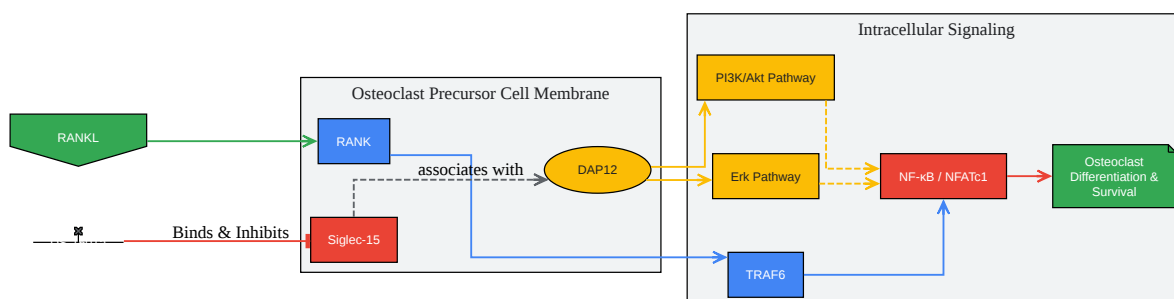 Intracellular Signaling
PI3K/Akt Pathway
Osteoclast Precursor Cell Membrane
RANKL
RANK
associates with
DAP12
Erk Pathway
NF-κB / NFATc1
Osteoclast
Differentiation &
Survival
Binds & Inhibits
Siglec-15
TRAF6